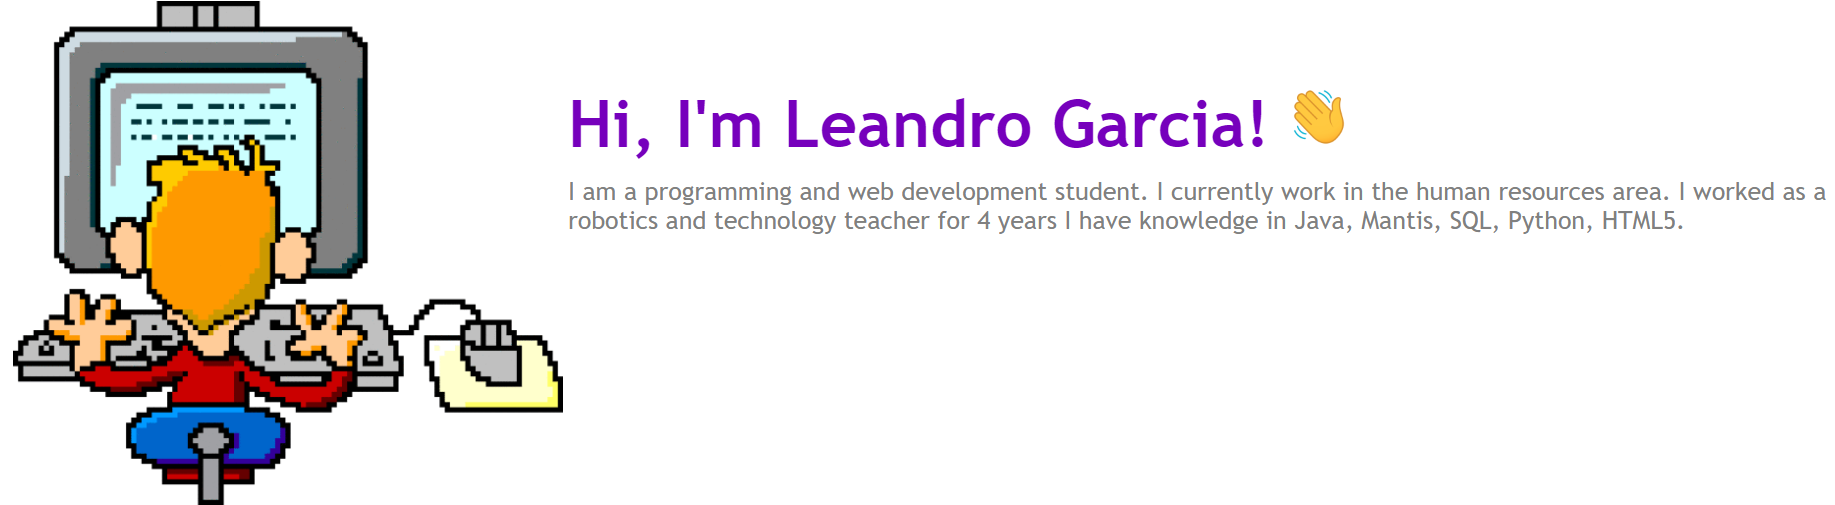 Hi, I'm Leandro Garcia! 👋
I am a programming and web development student. I currently work in the human resources area. I worked as a
robotics and technology teacher for 4 years I have knowledge in Java, Mantis, SQL, Python, HTML5.